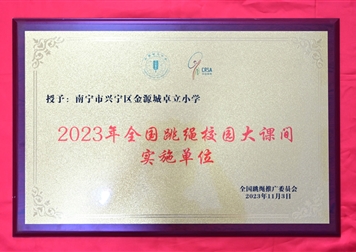 CRSA
授予：南宁市兴宁区金源城卓立小学
2023年全国跳绳校园大课间
实施单位
全国跳绳推广委员会
2023年11月3日